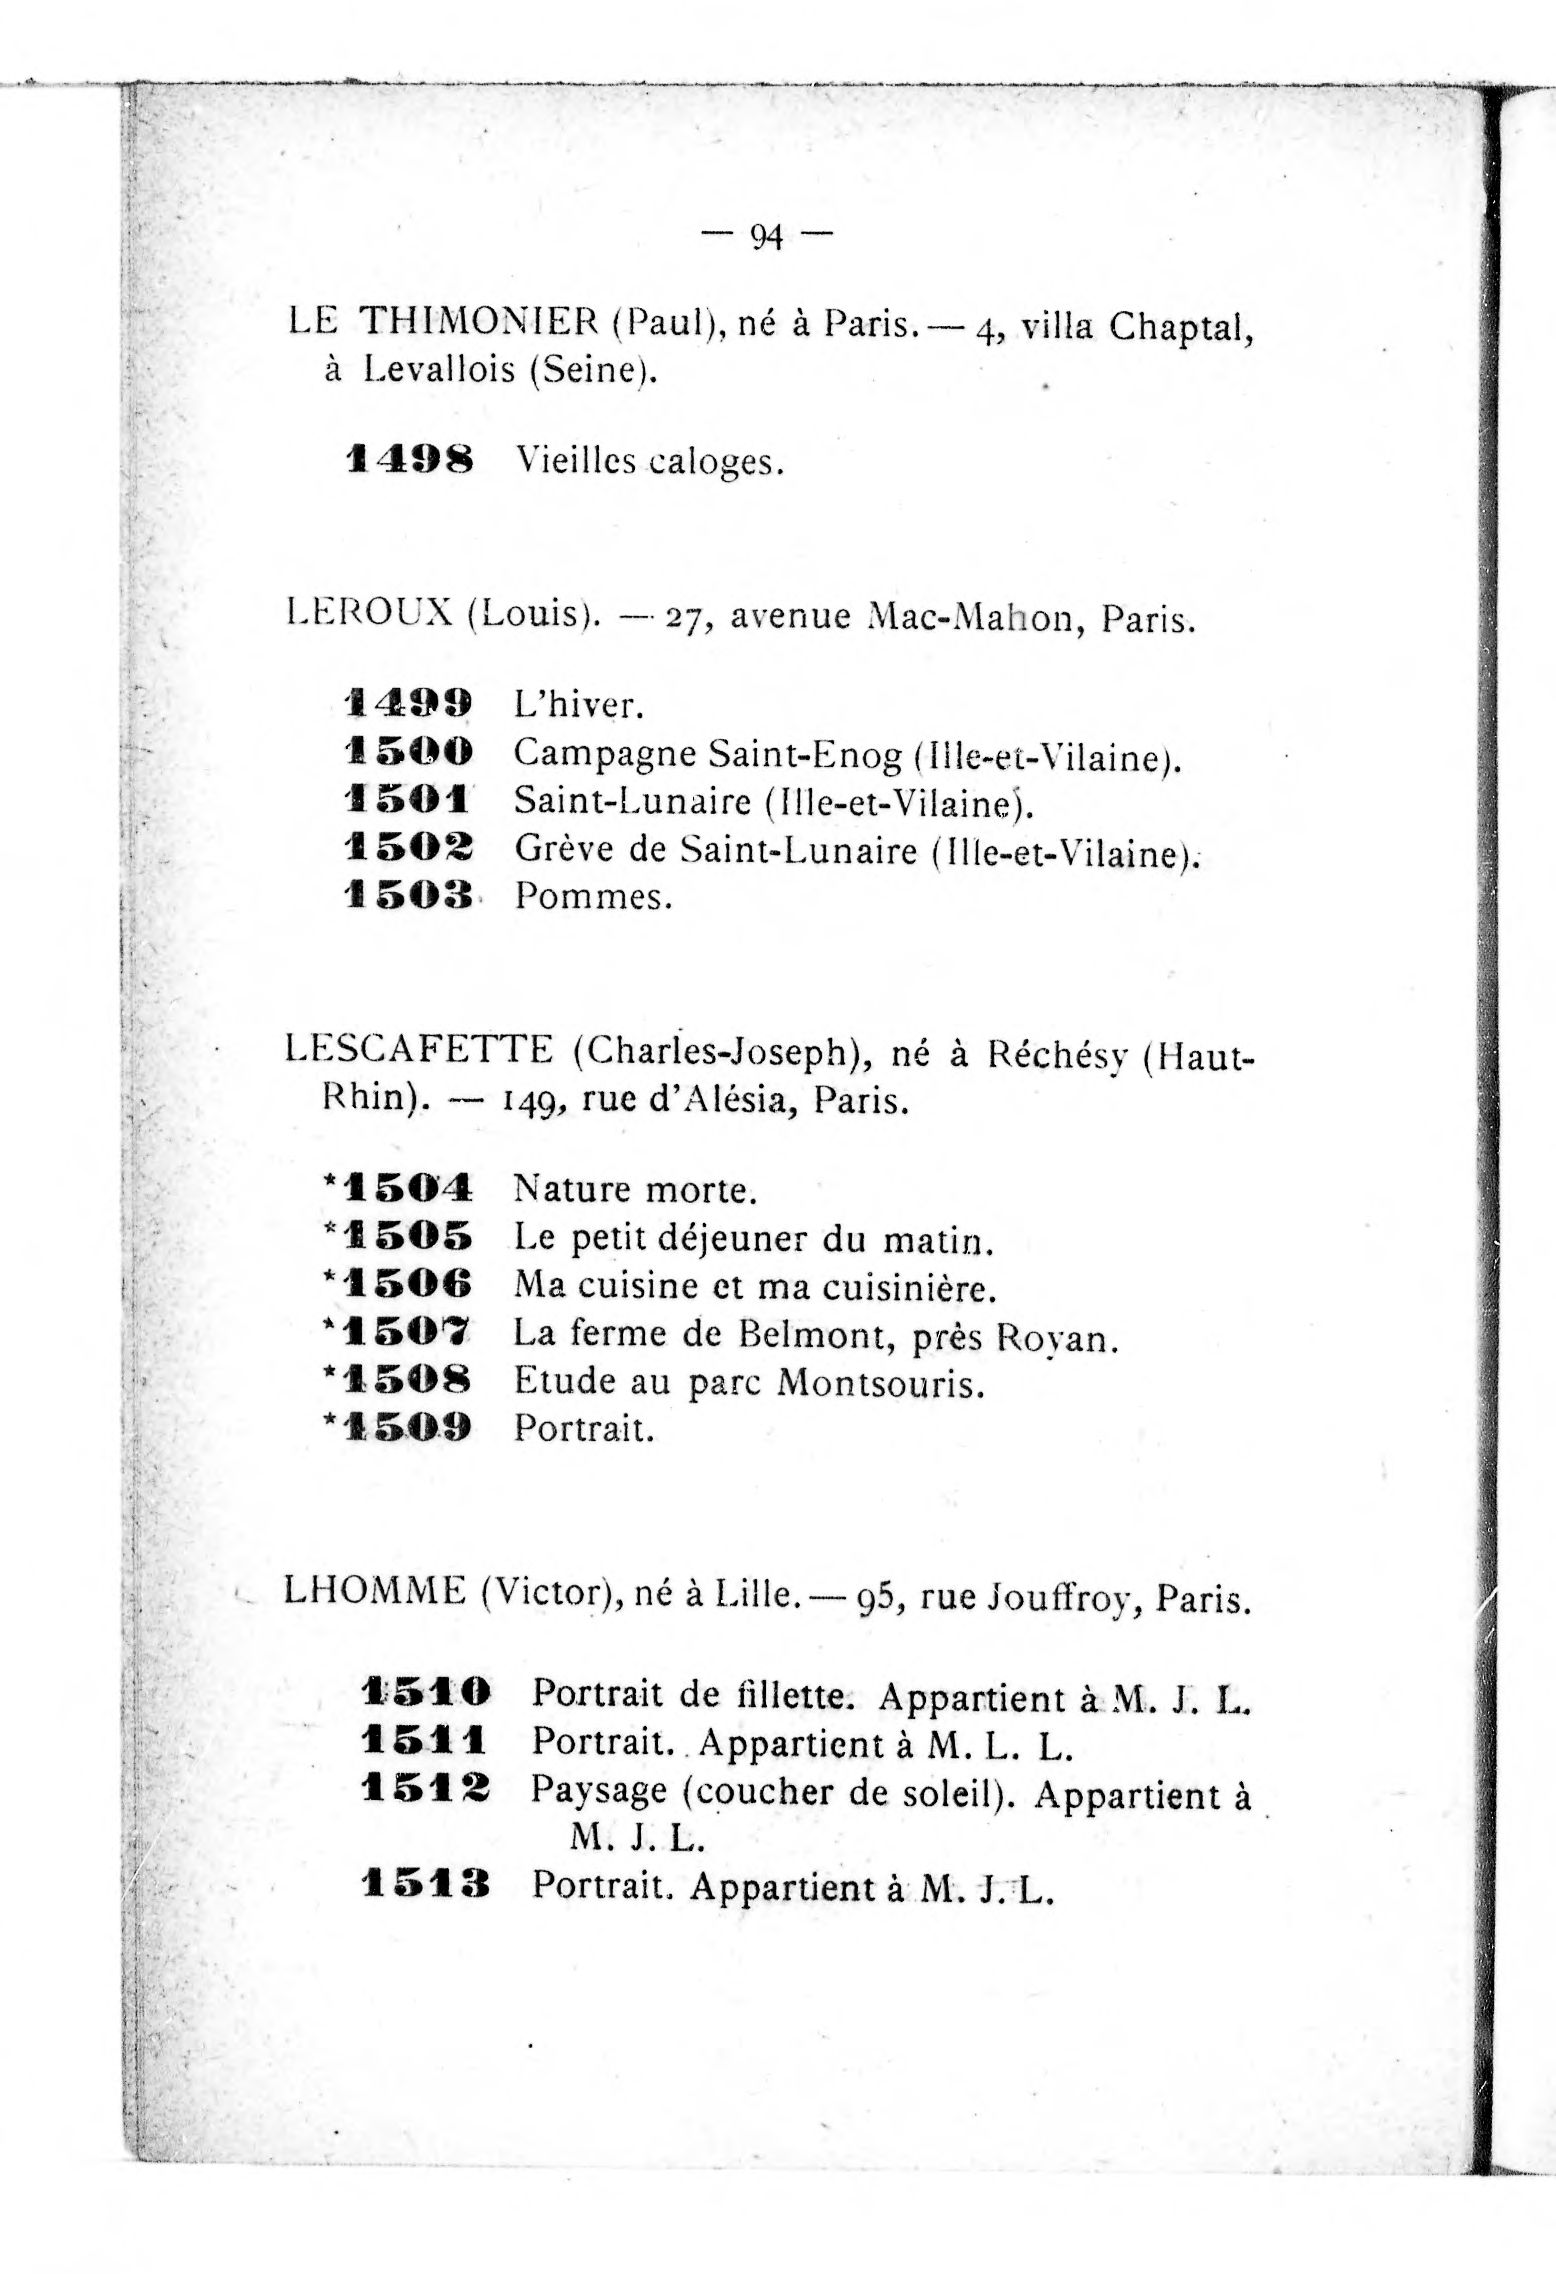 — 94 —
LE THIMONIER (Paul), né à Paris. — 4, villa Chaptal,
à Levallois (Seine).
1498 Vieilles caloges.
LEROUX (Louis). — 27, avenue Mac-Mahon, Paris.
1499 L'hiver.
1500 Campagne Saint-Enog (Ille-et-Vilaine).
1501 Saint-Lunaire (Ille-et-Vilaine).
1502 Grève de Saint-Lunaire (Ille-et-Vilaine).
1503 Pommes.
LESCAFETTE (Charles-Joseph), né à Réchésy (Haut-
Rhin). — 149, rue d'Alésia, Paris.
*1504 Nature morte.
*1505 Le petit déjeuner du matin.
*1506 Ma cuisine et ma cuisinière.
*1507 La ferme de Belmont, près Royan.
*1508 Etude au parc Montsouris.
*1509 Portrait.
LHOMME (Victor), né à Lille. — 95, rue Jouffroy, Paris.
1510 Portrait de fillette. Appartient à M. J. L.
1511 Portrait. Appartient à M. L. L.
1512 Paysage (coucher de soleil). Appartient à
M. J. L.
1513 Portrait. Appartient à M. J. L.